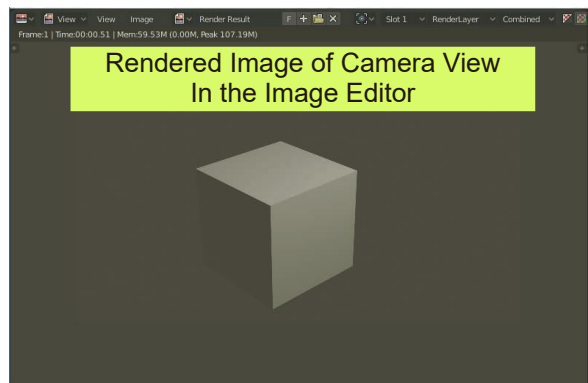 View View Image Render Result F Slot 1 RenderLayer Combined
Frame:1 | Time:00:00.51 | Mem:59.53M (0.00M, Peak 107.19M)
Rendered Image of Camera View
In the Image Editor